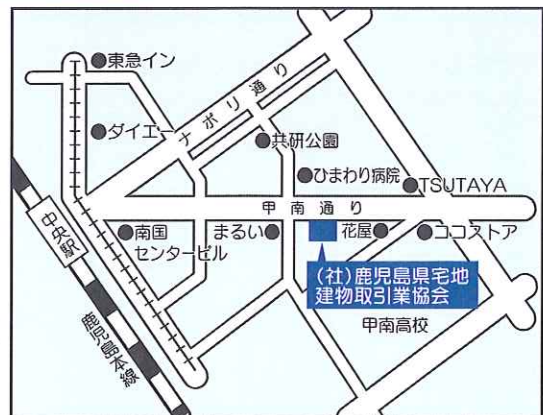 東急イン
ダイエー
ナポリ通り
共研公園
ひまわり病院
TSUTAYA
甲南通り
中央駅
南国
センタービル
まるい
花屋
ココストア
(社)鹿児島県宅地
建物取引業協会
甲南高校
鹿児島本線